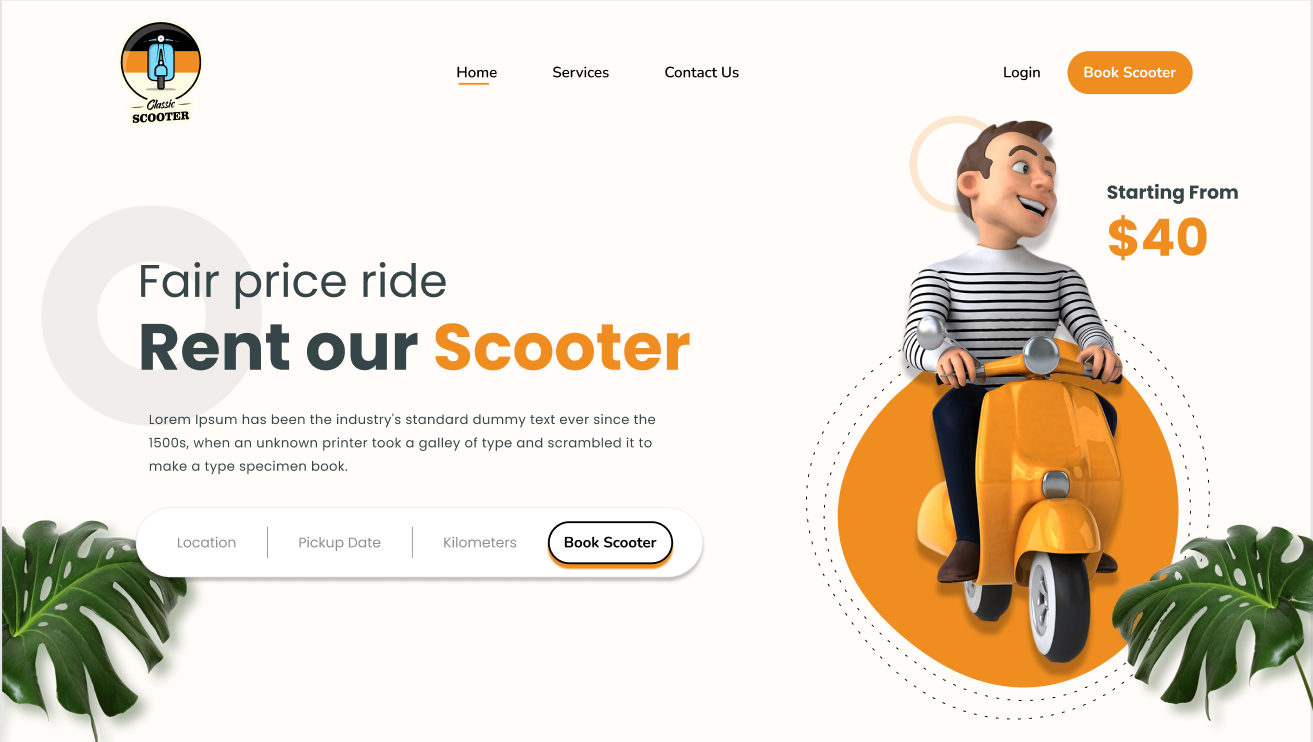 Classic
SCOOTER
Home
Services
Contact Us
Login
Book Scooter
Starting From
$40
Fair price ride
Rent our Scooter
Lorem Ipsum has been the industry's standard dummy text ever since the
1500s, when an unknown printer took a galley of type and scrambled it to
make a type specimen book.
Location
Pickup Date
Kilometers
Book Scooter